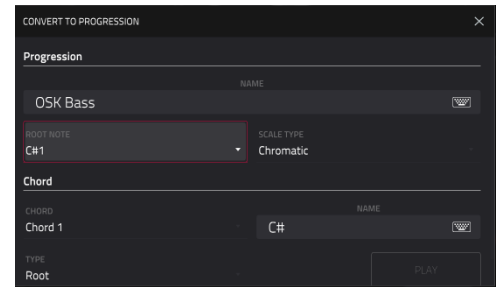 CONVERT TO PROGRESSION
Progression
NAME
OSK Bass
ROOT NOTE
SCALE TYPE
C#1
Chromatic
Chord
CHORD
NAME
Chord 1
C#
TYPE
Root
PLAY